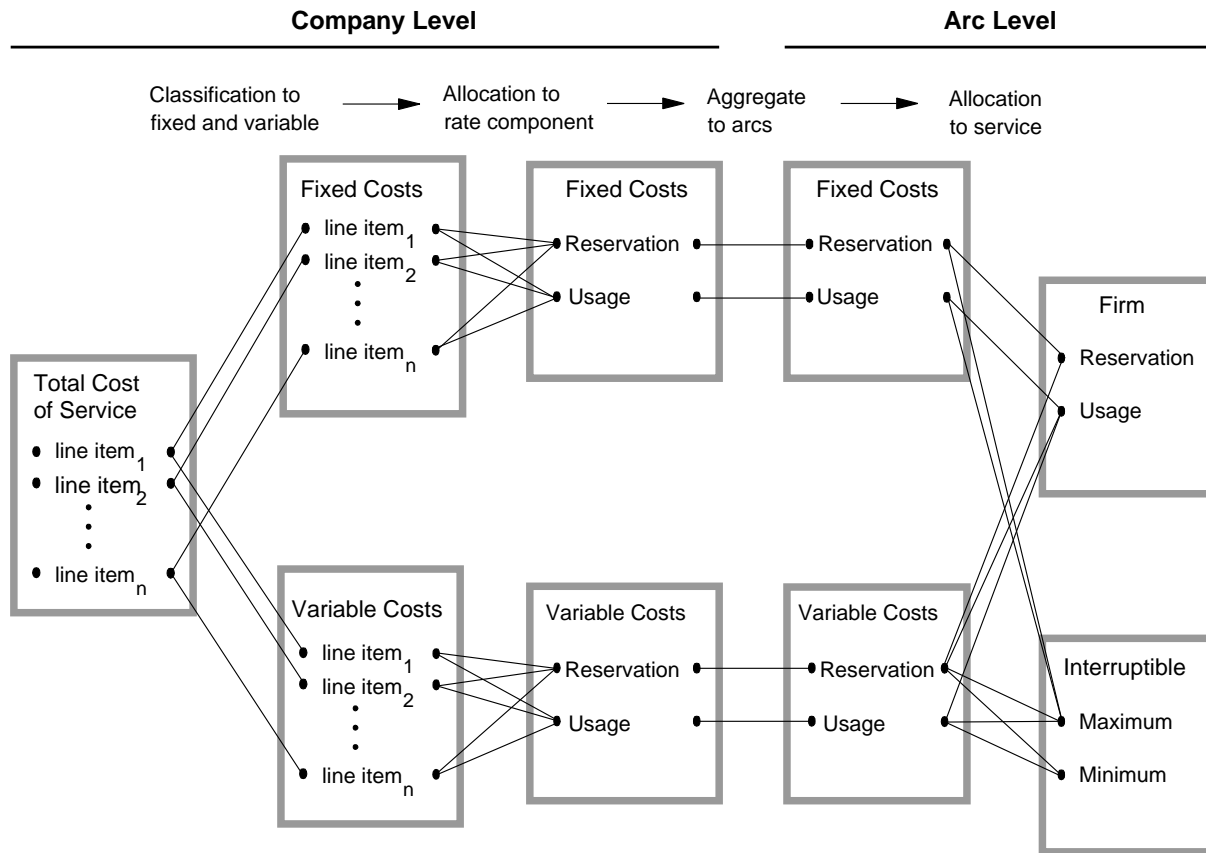 Company Level
Arc Level
Classification to
fixed and variable
Allocation to
rate component
Aggregate
to arcs
Allocation
to service
Fixed Costs
line item1
line item2
line itemn
Fixed Costs
Reservation
Usage
Fixed Costs
Reservation
Usage
Firm
Reservation
Usage
Total Cost
of Service
line item1
line item2
line itemn
Variable Costs
line item1
line item2
line itemn
Variable Costs
Reservation
Usage
Variable Costs
Reservation
Usage
Interruptible
Maximum
Minimum